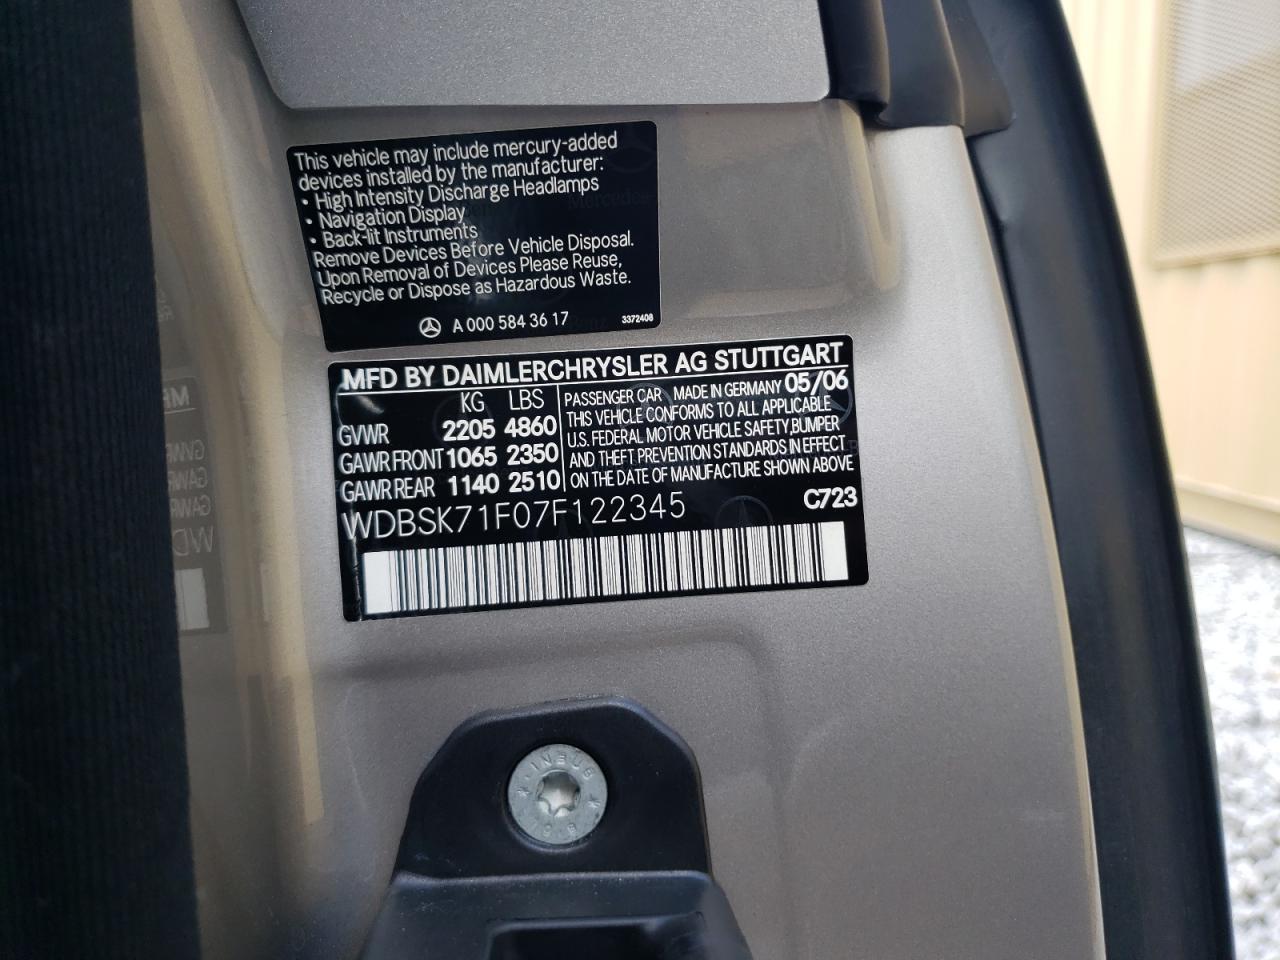 This vehicle may include mercury-added
devices installed by the manufacturer:
• High Intensity Discharge Headlamps
• Navigation Display
• Back-lit Instruments
Remove Devices Before Vehicle Disposal.
Upon Removal of Devices Please Reuse,
Recycle or Dispose as Hazardous Waste.
A 000 584 36 17 3372408
MFD BY DAIMLERCHRYSLER AG STUTTGART
KG LBS
GVWR 2205 4860
GAWR FRONT 1065 2350
GAWR REAR 1140 2510
PASSENGER CAR MADE IN GERMANY 05/06
THIS VEHICLE CONFORMS TO ALL APPLICABLE
U.S. FEDERAL MOTOR VEHICLE SAFETY,BUMPER
AND THEFT PREVENTION STANDARDS IN EFFECT
ON THE DATE OF MANUFACTURE SHOWN ABOVE
WDBSK71F07F122345 C723
INBUS